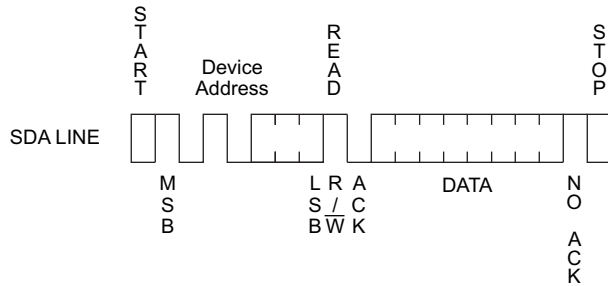 START
READ
STOP
Device
Address
SDA LINE
MSB
LSB
R/W
ACK
DATA
NO ACK